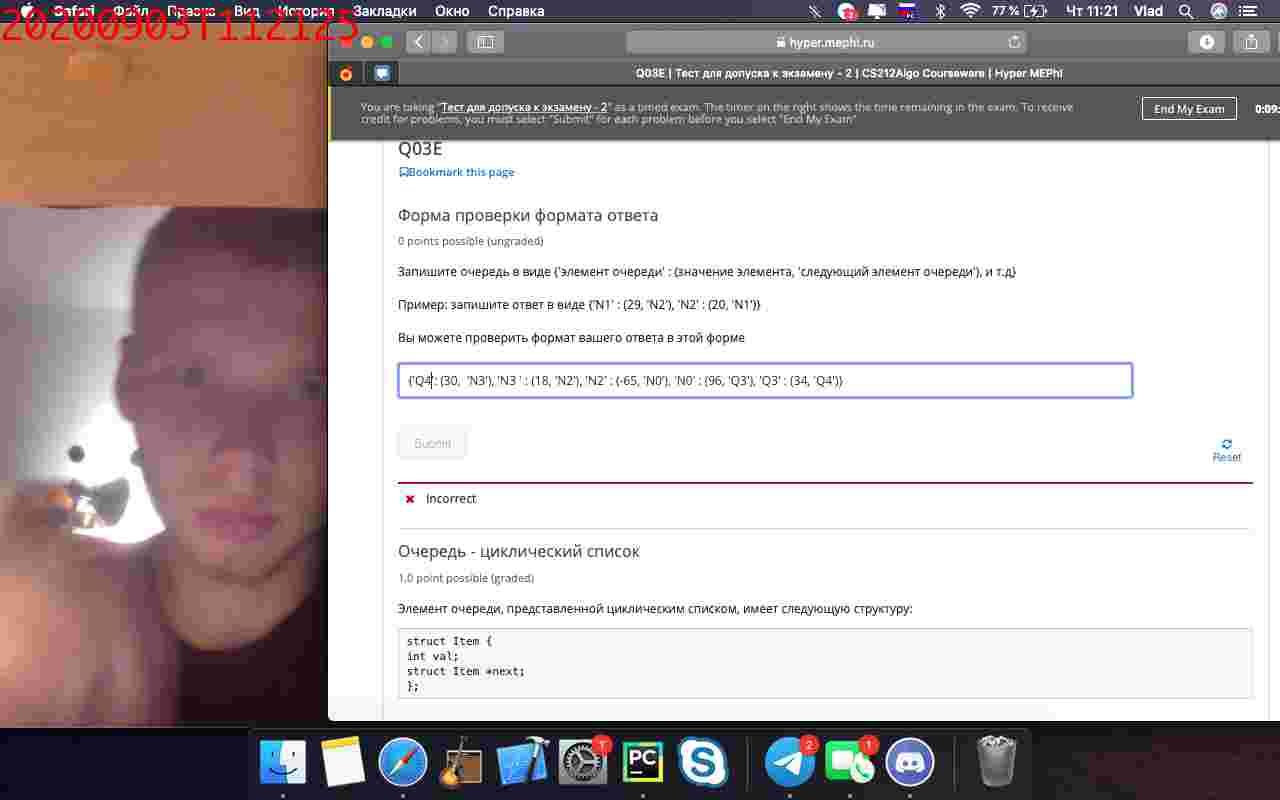 Safari Файл Правка Вид История Закладки Окно Справка 77 % Чт 11:21 Vlad
20200903T112125
hyper.mephi.ru
Q03E | Тест для допуска к экзамену - 2 | CS212Algo Courseware | Hyper MEPhI
You are taking "Тест для допуска к экзамену - 2" as a timed exam. The timer on the right shows the time remaining in the exam. To receive
credit for problems, you must select "Submit" for each problem before you select "End My Exam"
End My Exam
0:09:
Q03E
Bookmark this page
Форма проверки формата ответа
0 points possible (ungraded)
Запишите очередь в виде {'элемент очереди' : (значение элемента, 'следующий элемент очереди'), и т.д}
Пример: запишите ответ в виде {'N1' : (29, 'N2'), 'N2' : (20, 'N1')}
Вы можете проверить формат вашего ответа в этой форме
{'Q4': (30, 'N3'), 'N3 ' : (18, 'N2'), 'N2' : (-65, 'N0'), 'N0' : (96, 'Q3'), 'Q3' : (34, 'Q4')}
Submit
Reset
Incorrect
Очередь - циклический список
1.0 point possible (graded)
Элемент очереди, представленной циклическим списком, имеет следующую структуру:
struct Item {
int val;
struct Item *next;
};
1
PC
2
1